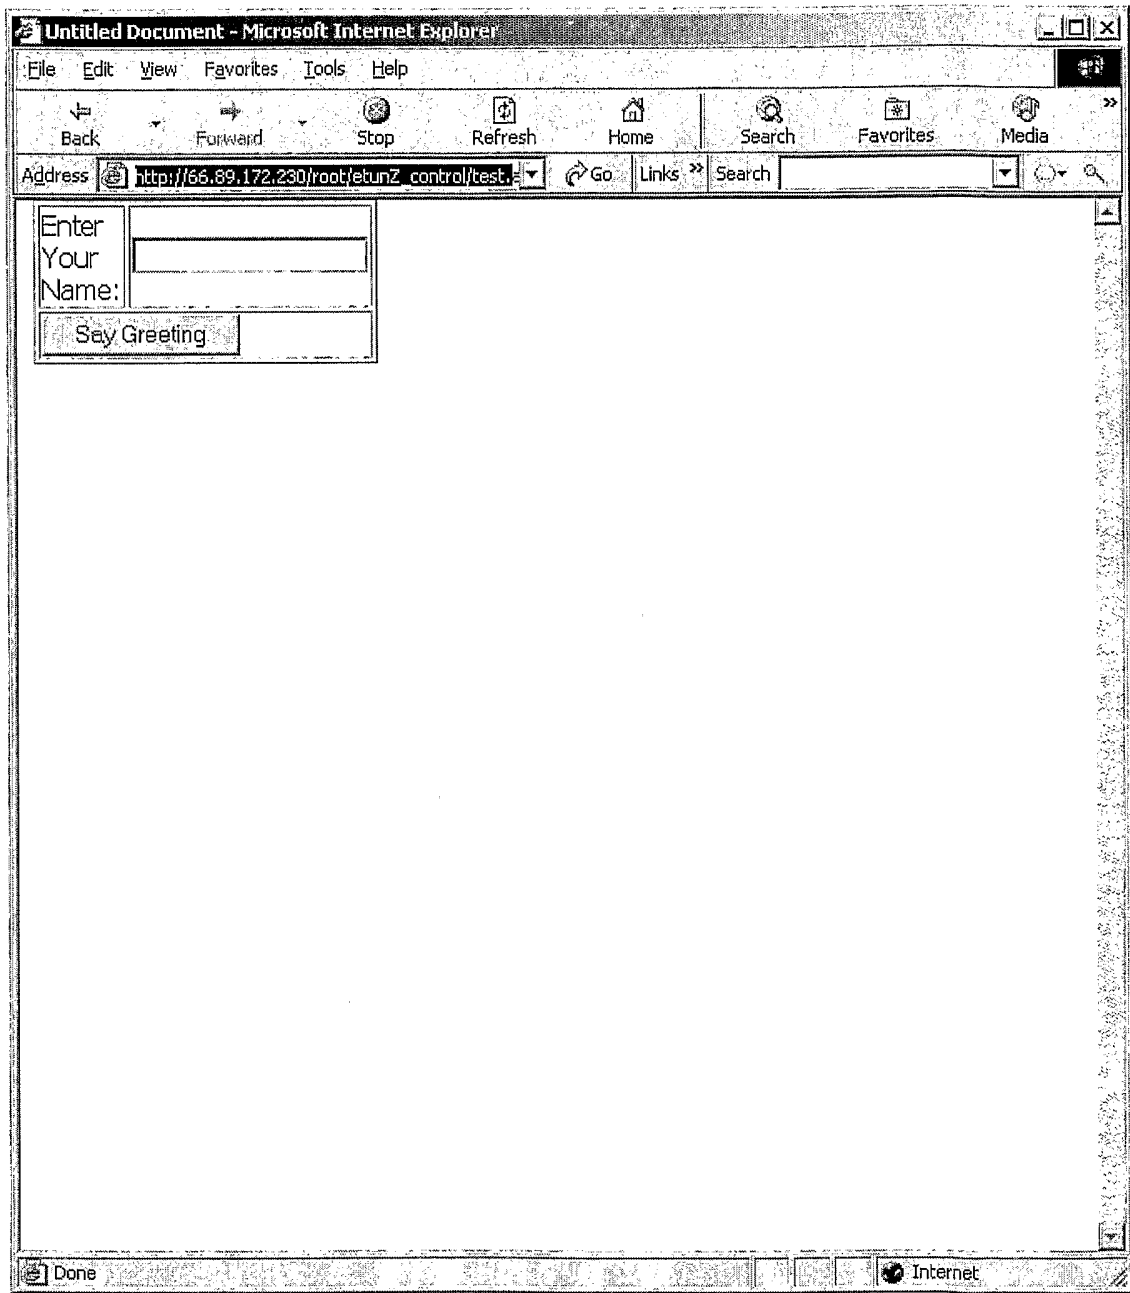 Untitled Document - Microsoft Internet Explorer
File Edit View Favorites Tools Help
Back Forward Stop Refresh Home Search Favorites Media »
Address http://66.89.172.230/root/etunZ_control/test. Go Links » Search
Enter
Your
Name:
Say Greeting
Done Internet